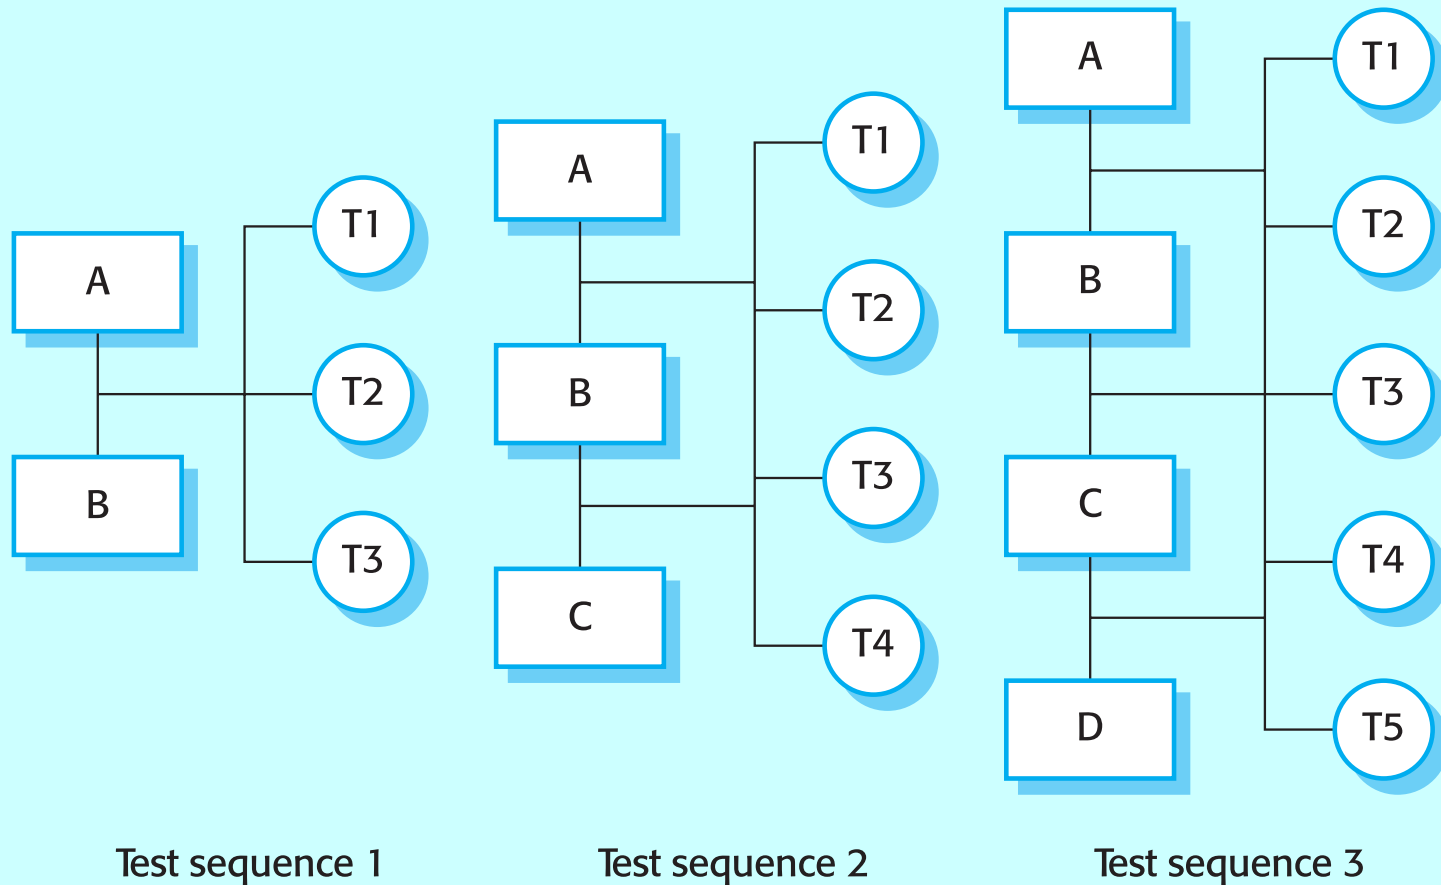 A
B
T1
T2
T3
Test sequence 1
A
B
C
T1
T2
T3
T4
Test sequence 2
A
B
C
D
T1
T2
T3
T4
T5
Test sequence 3